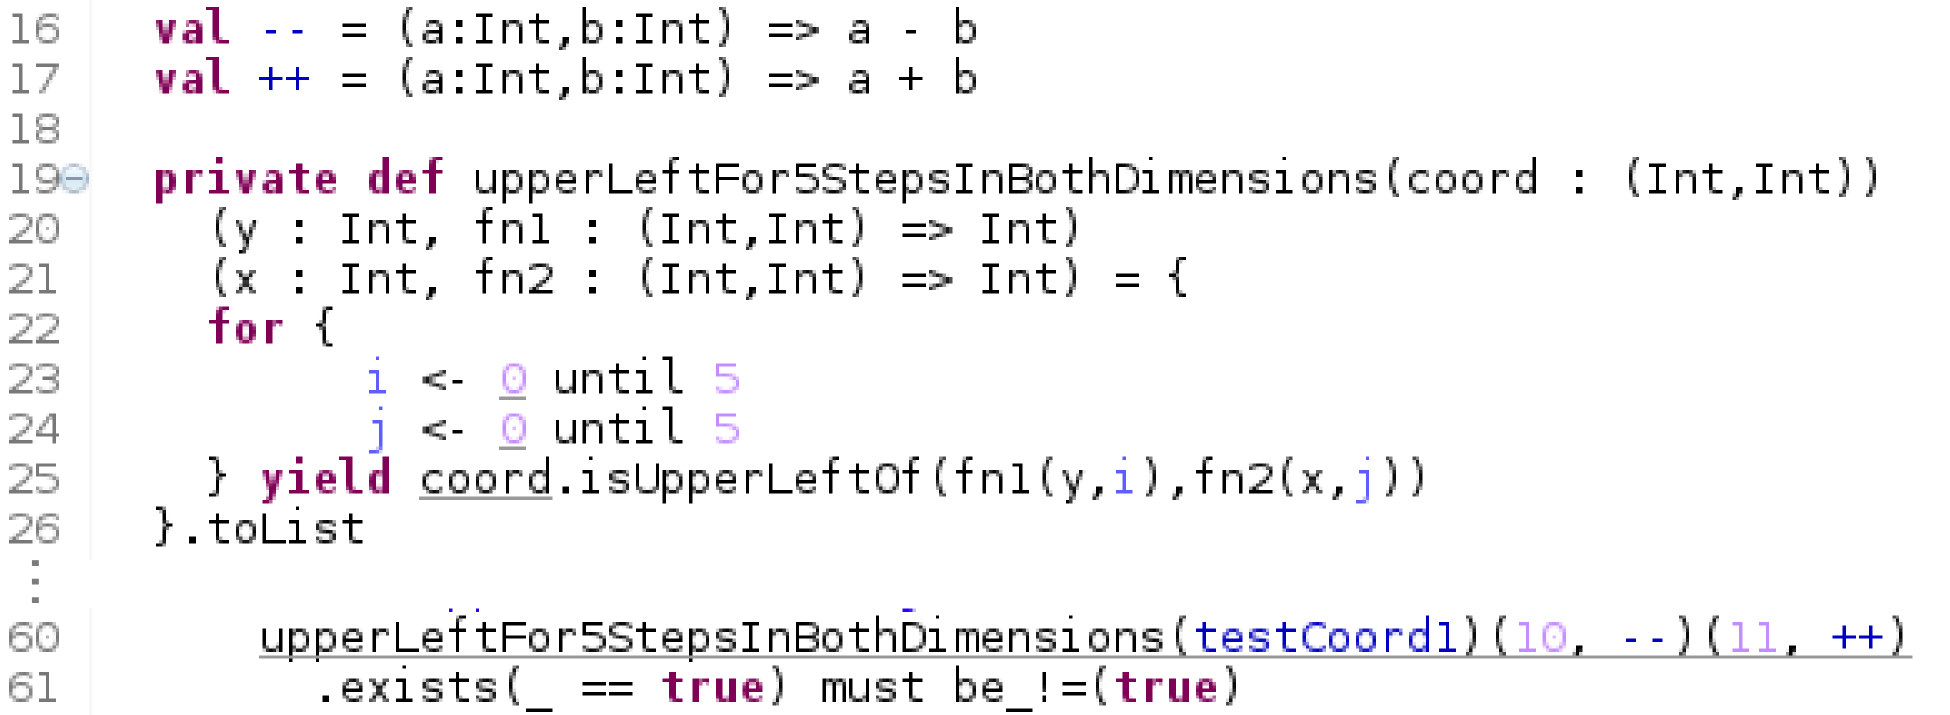 16 val -- = (a:Int,b:Int) => a - b
17 val ++ = (a:Int,b:Int) => a + b
18
19 private def upperLeftFor5StepsInBothDimensions(coord : (Int,Int))
20 (y : Int, fn1 : (Int,Int) => Int)
21 (x : Int, fn2 : (Int,Int) => Int) = {
22 for {
23 i <- 0 until 5
24 j <- 0 until 5
25 } yield coord.isUpperLeftOf(fn1(y,i),fn2(x,j))
26 }.toList
⋮
60 upperLeftFor5StepsInBothDimensions(testCoord1)(10, --)(11, ++)
61 .exists(_ == true) must be_!=(true)